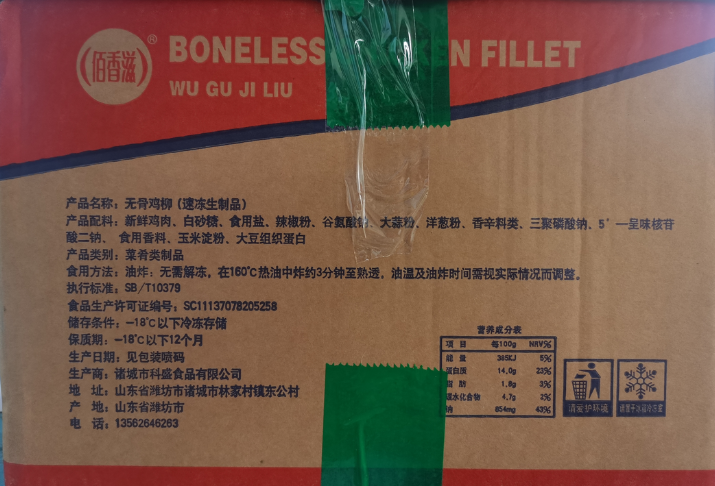 佰香滋®
BONELESS CHICKEN FILLET
WU GU JI LIU
产品名称：无骨鸡柳（速冻生制品）
产品配料：新鲜鸡肉、白砂糖、食用盐、辣椒粉、谷氨酸钠、大蒜粉、洋葱粉、香辛料类、三聚磷酸钠、5′—呈味核苷
酸二钠、食用香料、玉米淀粉、大豆组织蛋白
产品类别：菜肴类制品
食用方法：油炸：无需解冻，在160℃热油中炸约3分钟至熟透，油温及油炸时间需视实际情况而调整。
执行标准：SB/T10379
食品生产许可证编号：SC11137078205258
储存条件：—18℃以下冷冻存储
保质期：—18℃以下12个月
生产日期：见包装喷码
生产商：诸城市科盛食品有限公司
地 址：山东省潍坊市诸城市林家村镇东公村
产 地：山东省潍坊市
电 话：13562646263
营养成分表
项 目 每100g NRV%
能 量 385KJ 5%
蛋白质 14.0g 23%
脂 肪 1.8g 3%
碳水化合物 4.7g 2%
钠 854mg 43%
请爱护环境